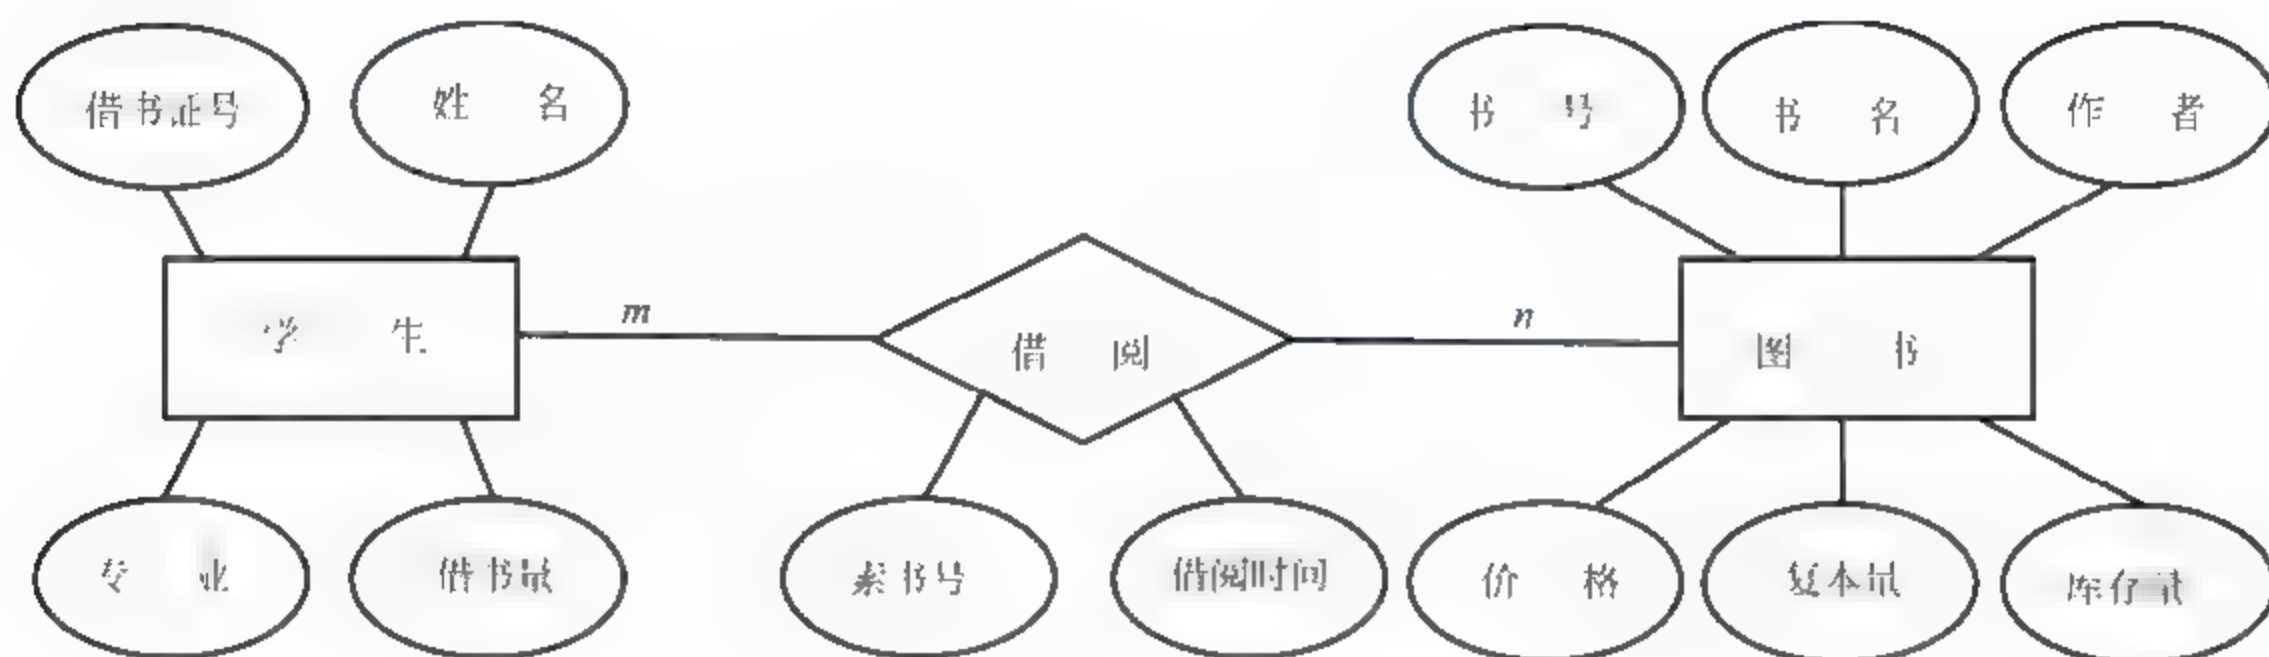 借书证号 姓 名 书 号 书 名 作 者
学 生 m 借 阅 n 图 书
专 业 借书量 索书号 借阅时间 价 格 复本量 库存量